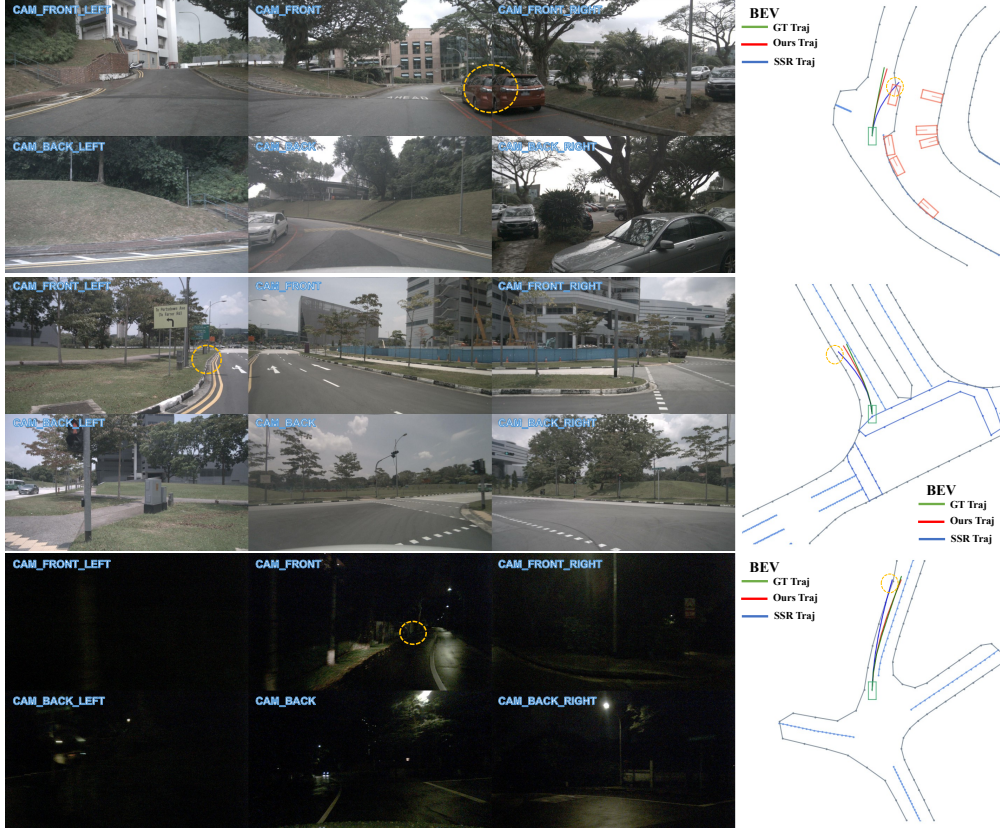 CAM_FRONT_LEFT
CAM_FRONT
CAM_FRONT_RIGHT
BEV
GT Traj
Ours Traj
SSR Traj
AHEAD
CAM_BACK_LEFT
CAM_BACK
CAM_BACK_RIGHT
CAM_FRONT_LEFT
CAM_FRONT
CAM_FRONT_RIGHT
CAM_BACK_LEFT
CAM_BACK
CAM_BACK_RIGHT
BEV
GT Traj
Ours Traj
SSR Traj
CAM_FRONT_LEFT
CAM_FRONT
CAM_FRONT_RIGHT
BEV
GT Traj
Ours Traj
SSR Traj
CAM_BACK_LEFT
CAM_BACK
CAM_BACK_RIGHT